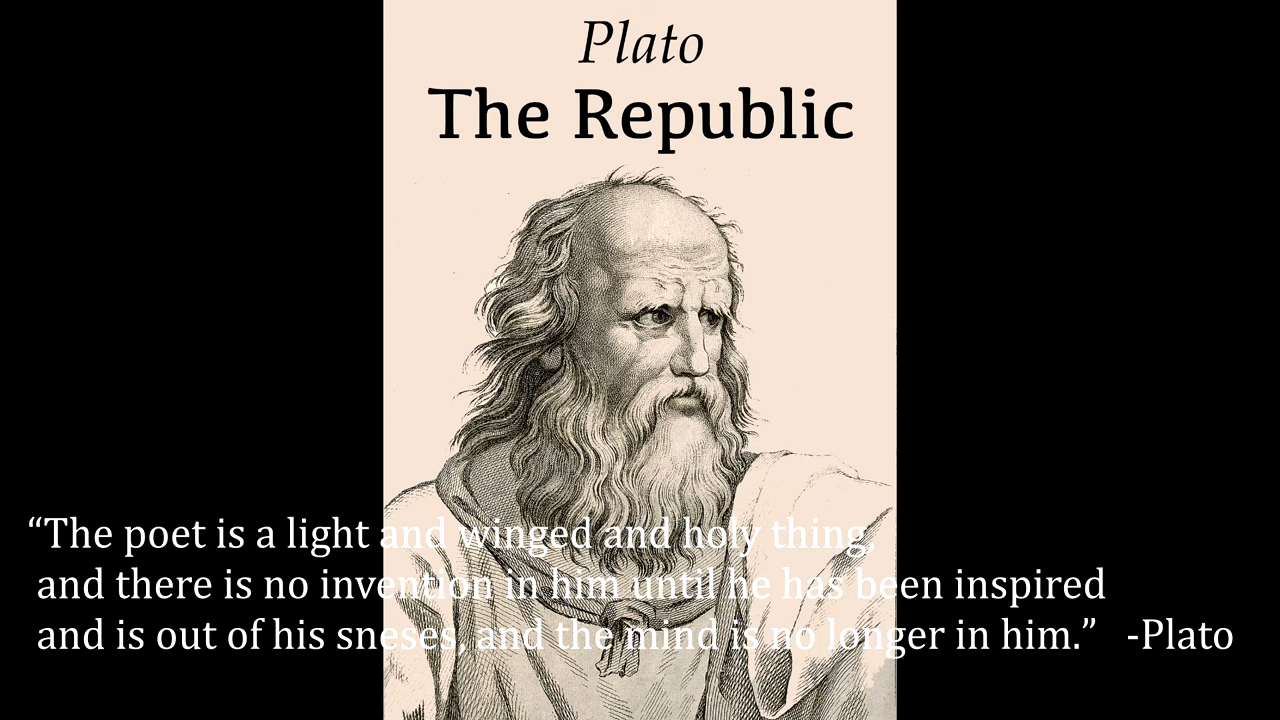 Plato
The Republic
“The poet is a light and winged and holy thing,
and there is no invention in him until he has been inspired
and is out of his sneses, and the mind is no longer in him.” -Plato